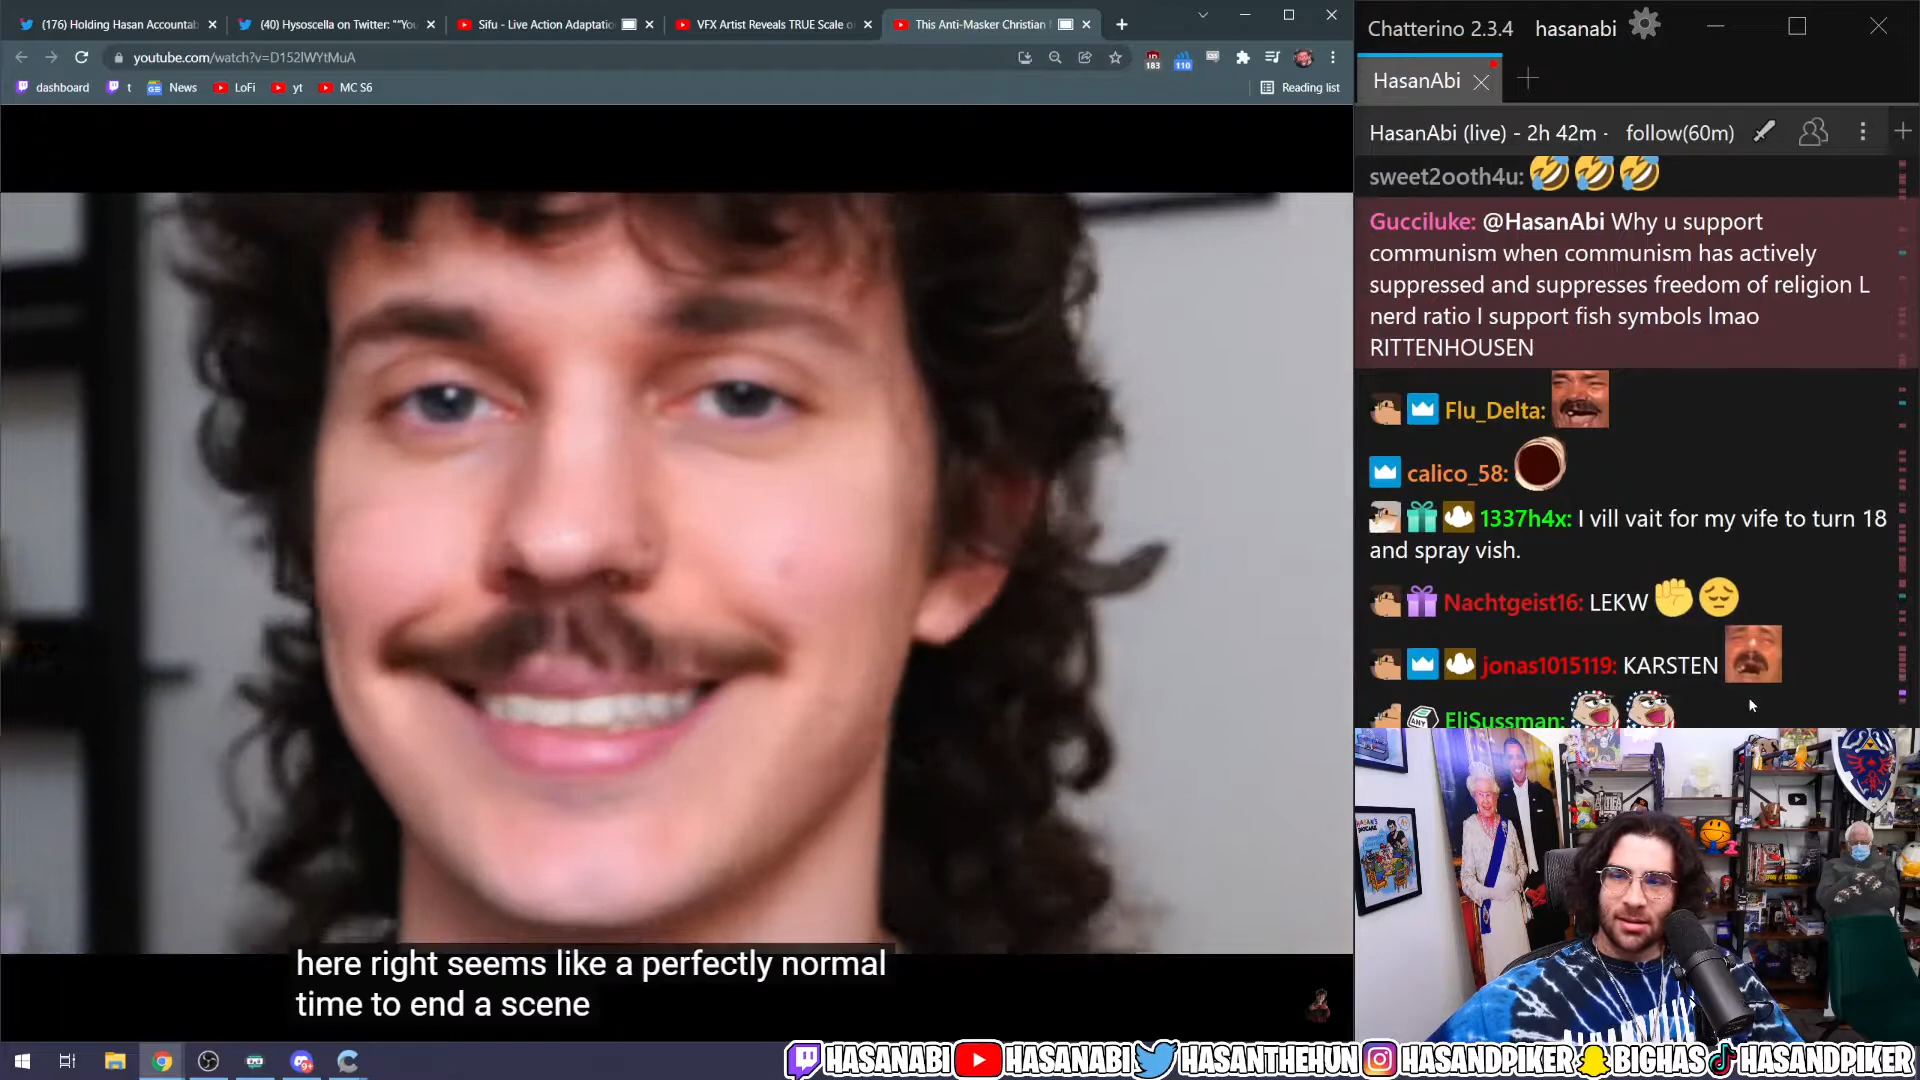 (176) Holding Hasan Accountab
(40) Hysoscella on Twitter: "“You
Sifu - Live Action Adaptatio
VFX Artist Reveals TRUE Scale o
This Anti-Masker Christian
youtube.com/watch?v=D152lWYtMuA
183
110
dashboard
t
News
LoFi
yt
MC S6
Reading list
here right seems like a perfectly normal
time to end a scene
Chatterino 2.3.4
hasanabi
HasanAbi
HasanAbi (live) - 2h 42m -
follow(60m)
sweet2ooth4u:
Gucciluke: @HasanAbi Why u support
communism when communism has actively
suppressed and suppresses freedom of religion L
nerd ratio I support fish symbols lmao
RITTENHOUSEN
Flu_Delta:
calico_58:
1337h4x: I vill vait for my vife to turn 18
and spray vish.
Nachtgeist16: LEKW
jonas1015119: KARSTEN
EliSussman:
HASANABI
HASANABI
HASANTHEHUN
HASANDPIKER
BIGHAS
HASANDPIKER